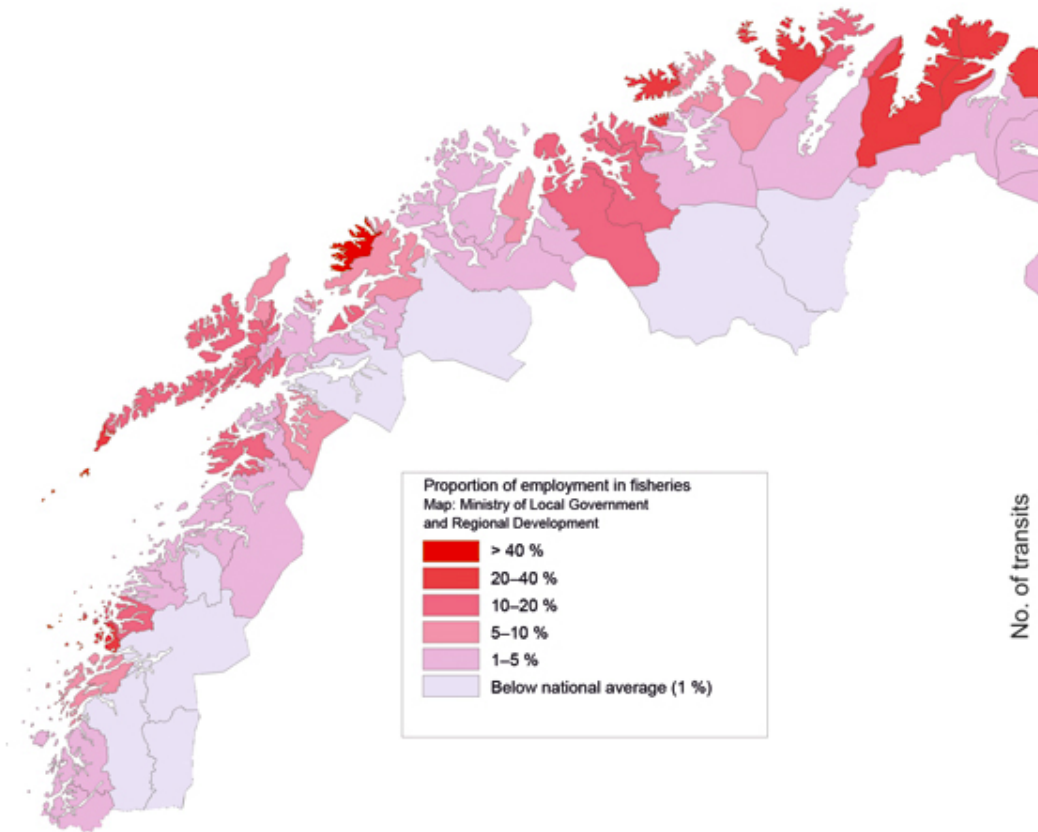 Proportion of employment in fisheries
Map: Ministry of Local Government
and Regional Development
> 40 %
20–40 %
10–20 %
5–10 %
1–5 %
Below national average (1 %)
No. of transits